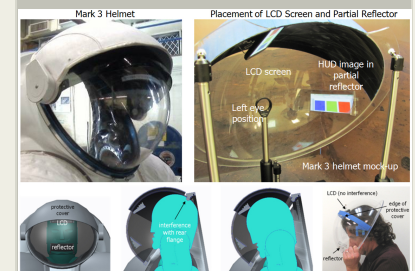 Mark 3 Helmet
Placement of LCD Screen and Partial Reflector
LCD screen
HUD image in
partial
reflector
Left eye
position
Mark 3 helmet mock-up
protective
cover
LCD
reflector
interference
with rear
flange
LCD (no interference)
edge of
protective
cover
reflector